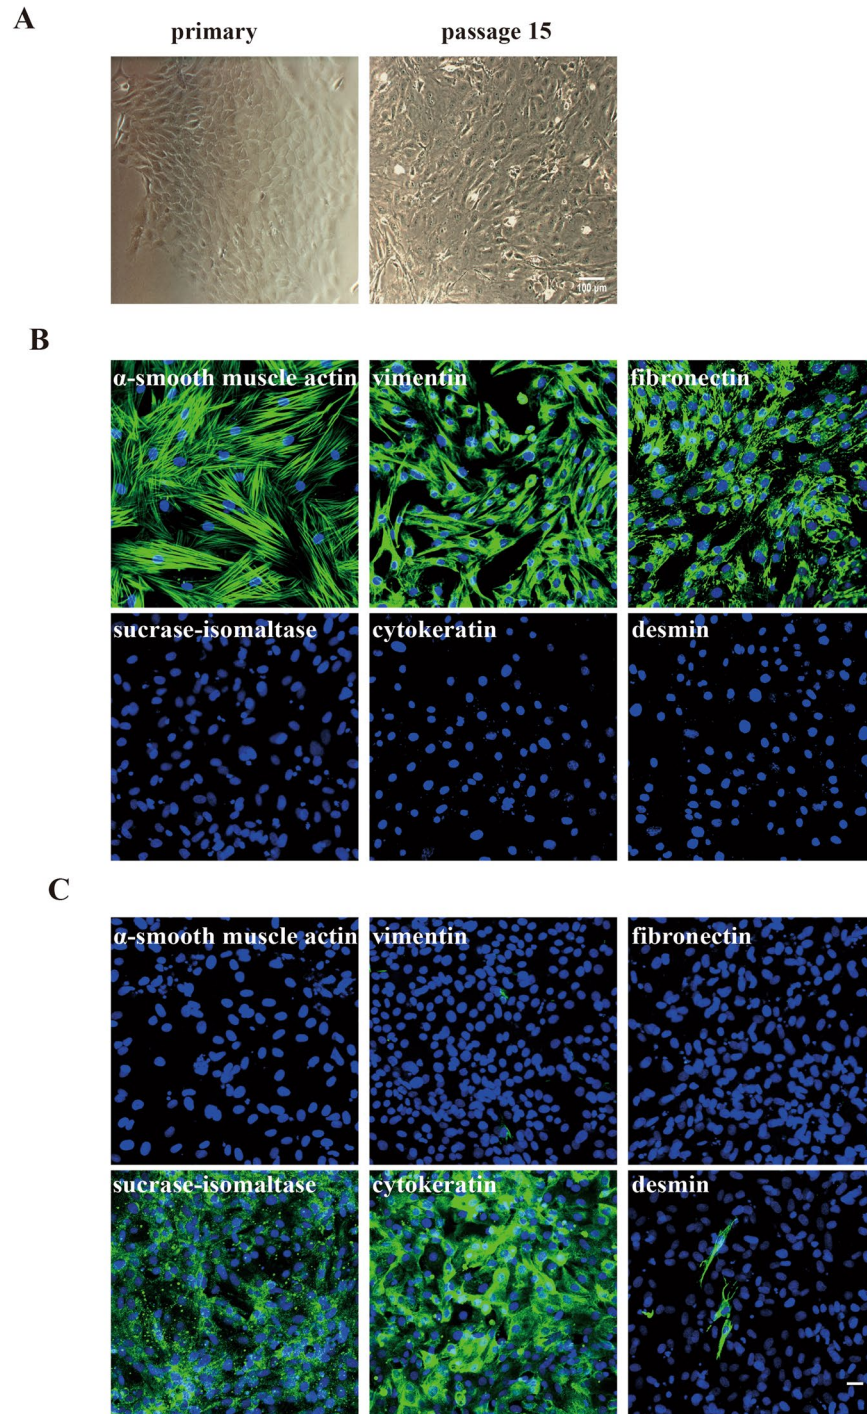 A
primary passage 15
100 μm
B
α-smooth muscle actin vimentin fibronectin
sucrase-isomaltase cytokeratin desmin
C
α-smooth muscle actin vimentin fibronectin
sucrase-isomaltase cytokeratin desmin